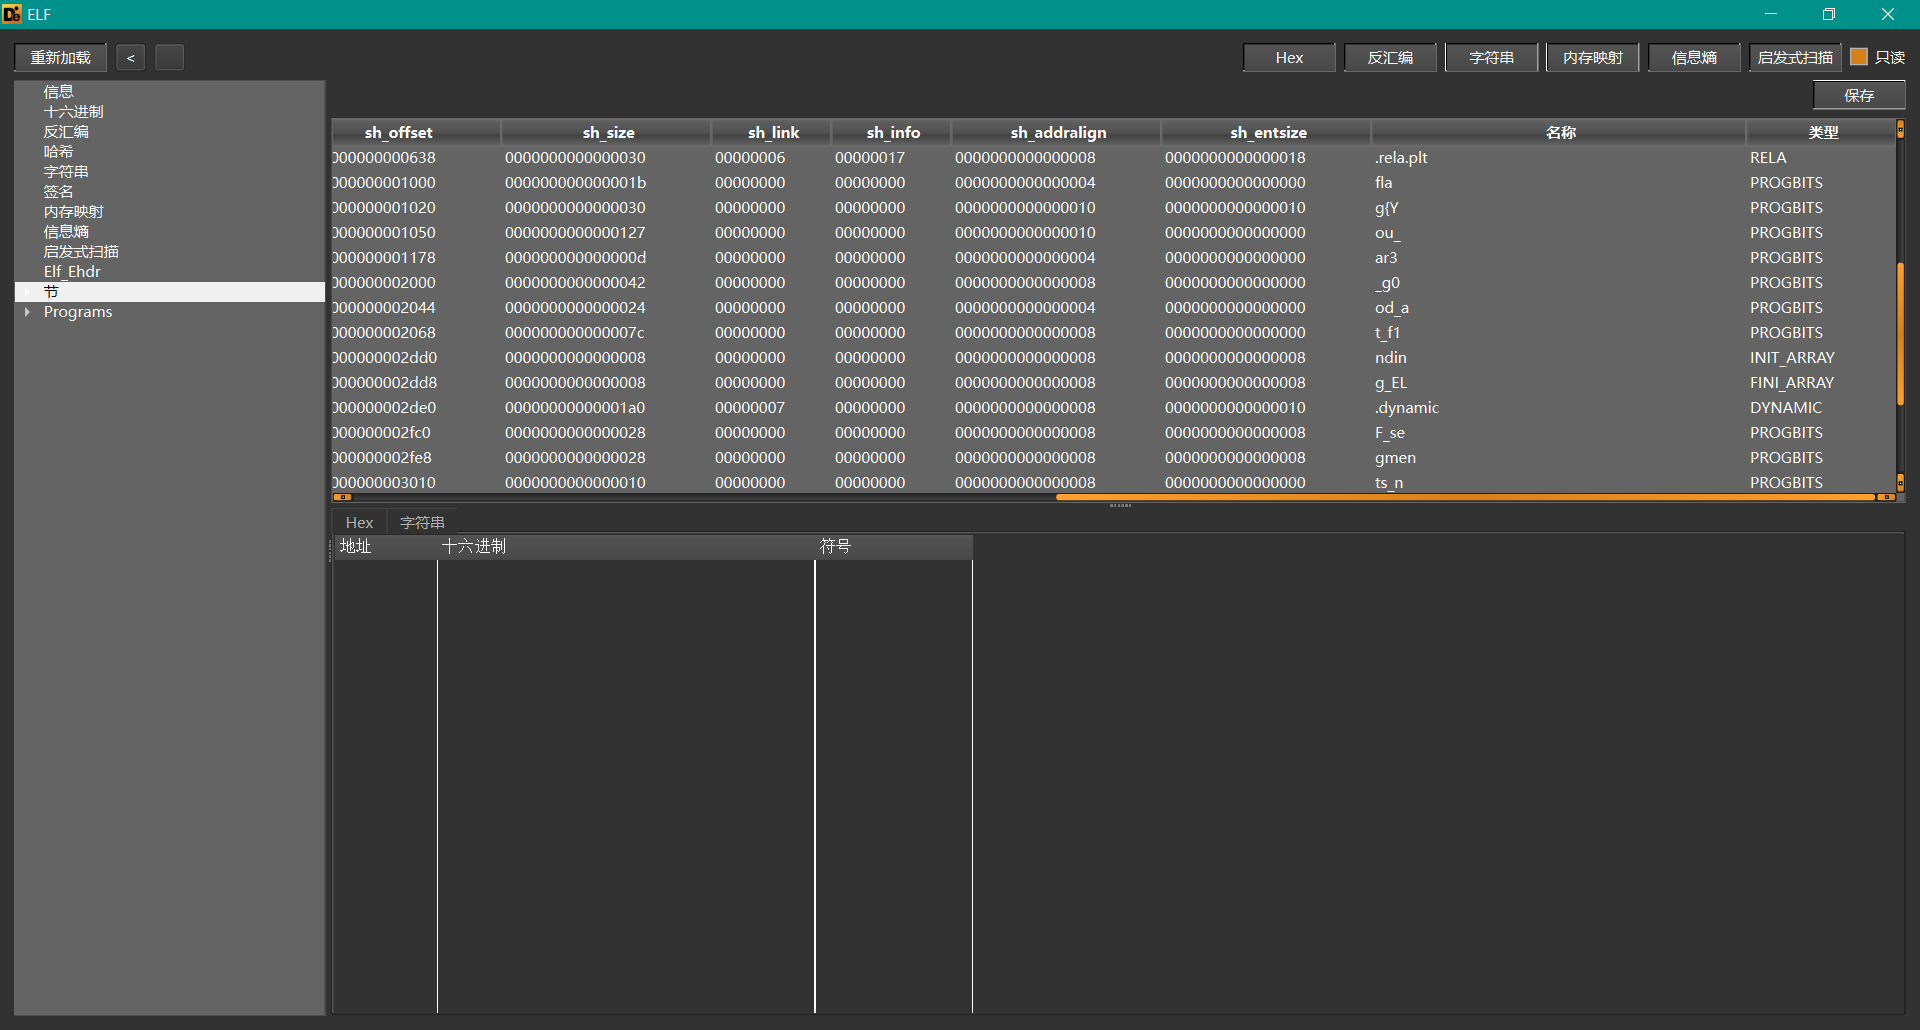 ELF
重新加载 < Hex 反汇编 字符串 内存映射 信息熵 启发式扫描 只读
保存
信息
十六进制
反汇编
哈希
字符串
签名
内存映射
信息熵
启发式扫描
Elf_Ehdr
节
Programs
sh_offset sh_size sh_link sh_info sh_addralign sh_entsize 名称 类型
000000000638 0000000000000030 00000006 00000017 0000000000000008 0000000000000018 .rela.plt RELA
000000001000 000000000000001b 00000000 00000000 0000000000000004 0000000000000000 fla PROGBITS
000000001020 0000000000000030 00000000 00000000 0000000000000010 0000000000000010 g{Y PROGBITS
000000001050 0000000000000127 00000000 00000000 0000000000000010 0000000000000000 ou_ PROGBITS
000000001178 000000000000000d 00000000 00000000 0000000000000004 0000000000000000 ar3 PROGBITS
000000002000 0000000000000042 00000000 00000000 0000000000000008 0000000000000000 _g0 PROGBITS
000000002044 0000000000000024 00000000 00000000 0000000000000004 0000000000000000 od_a PROGBITS
000000002068 000000000000007c 00000000 00000000 0000000000000008 0000000000000000 t_f1 PROGBITS
000000002dd0 0000000000000008 00000000 00000000 0000000000000008 0000000000000008 ndin INIT_ARRAY
000000002dd8 0000000000000008 00000000 00000000 0000000000000008 0000000000000008 g_EL FINI_ARRAY
000000002de0 00000000000001a0 00000007 00000000 0000000000000008 0000000000000010 .dynamic DYNAMIC
000000002fc0 0000000000000028 00000000 00000000 0000000000000008 0000000000000008 F_se PROGBITS
000000002fe8 0000000000000028 00000000 00000000 0000000000000008 0000000000000008 gmen PROGBITS
000000003010 0000000000000010 00000000 00000000 0000000000000008 0000000000000000 ts_n PROGBITS
Hex 字符串
地址 十六进制 符号